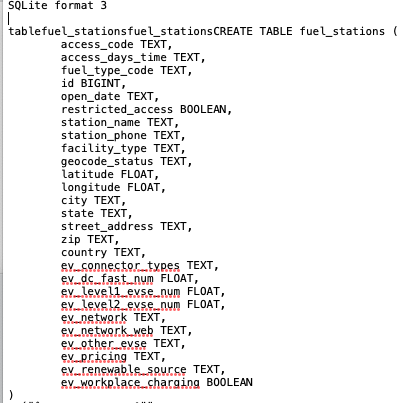 SQLite format 3
tablefuel_stationsfuel_stationsCREATE TABLE fuel_stations (
access_code TEXT,
access_days_time TEXT,
fuel_type_code TEXT,
id BIGINT,
open_date TEXT,
restricted_access BOOLEAN,
station_name TEXT,
station_phone TEXT,
facility_type TEXT,
geocode_status TEXT,
latitude FLOAT,
longitude FLOAT,
city TEXT,
state TEXT,
street_address TEXT,
zip TEXT,
country TEXT,
ev_connector_types TEXT,
ev_dc_fast_num FLOAT,
ev_level1_evse_num FLOAT,
ev_level2_evse_num FLOAT,
ev_network TEXT,
ev_network_web TEXT,
ev_other_evse TEXT,
ev_pricing TEXT,
ev_renewable_source TEXT,
ev_workplace_charging BOOLEAN
)